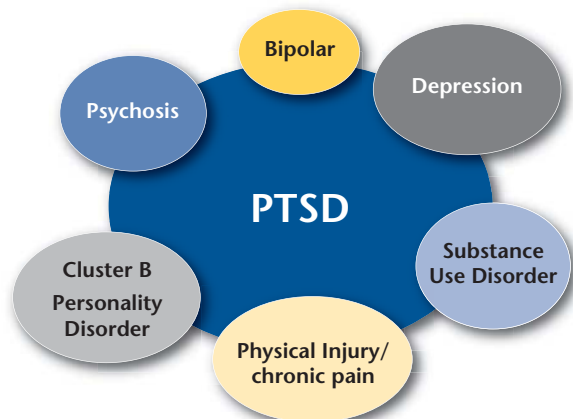 Bipolar
Depression
Psychosis
PTSD
Substance
Use Disorder
Cluster B
Personality
Disorder
Physical Injury/
chronic pain